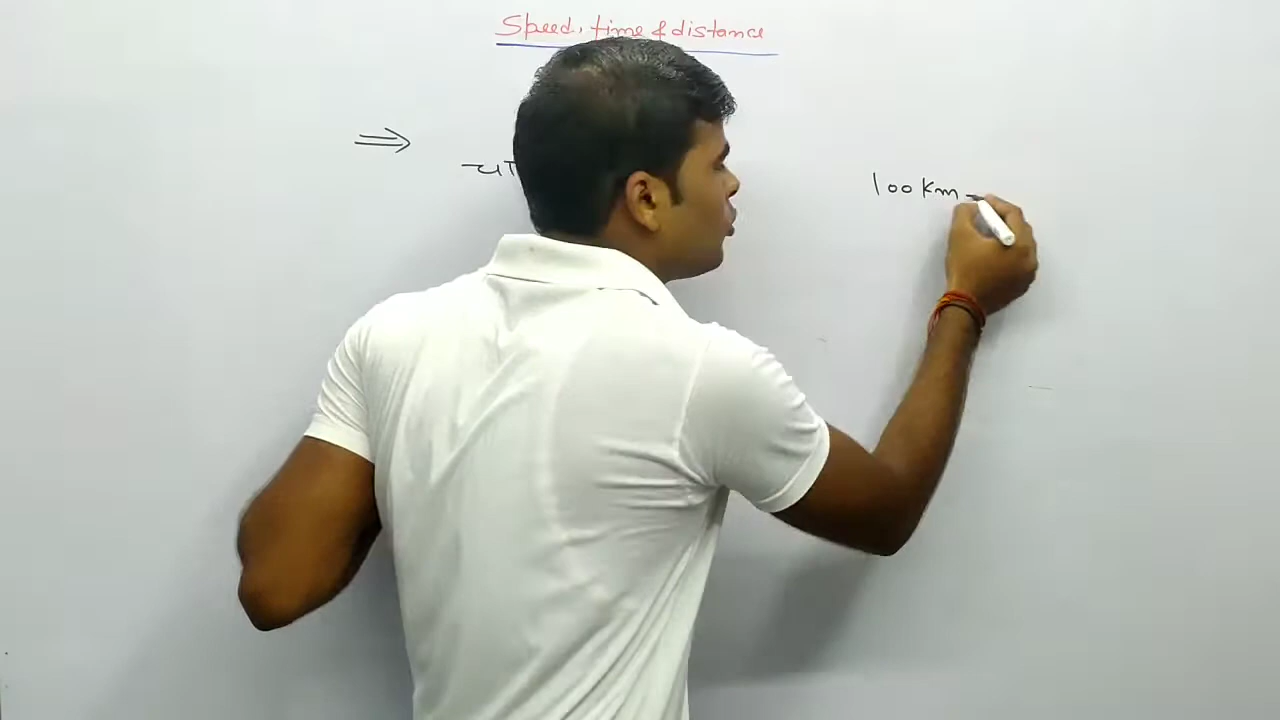 Speed, time & distance
⇒
100 Km